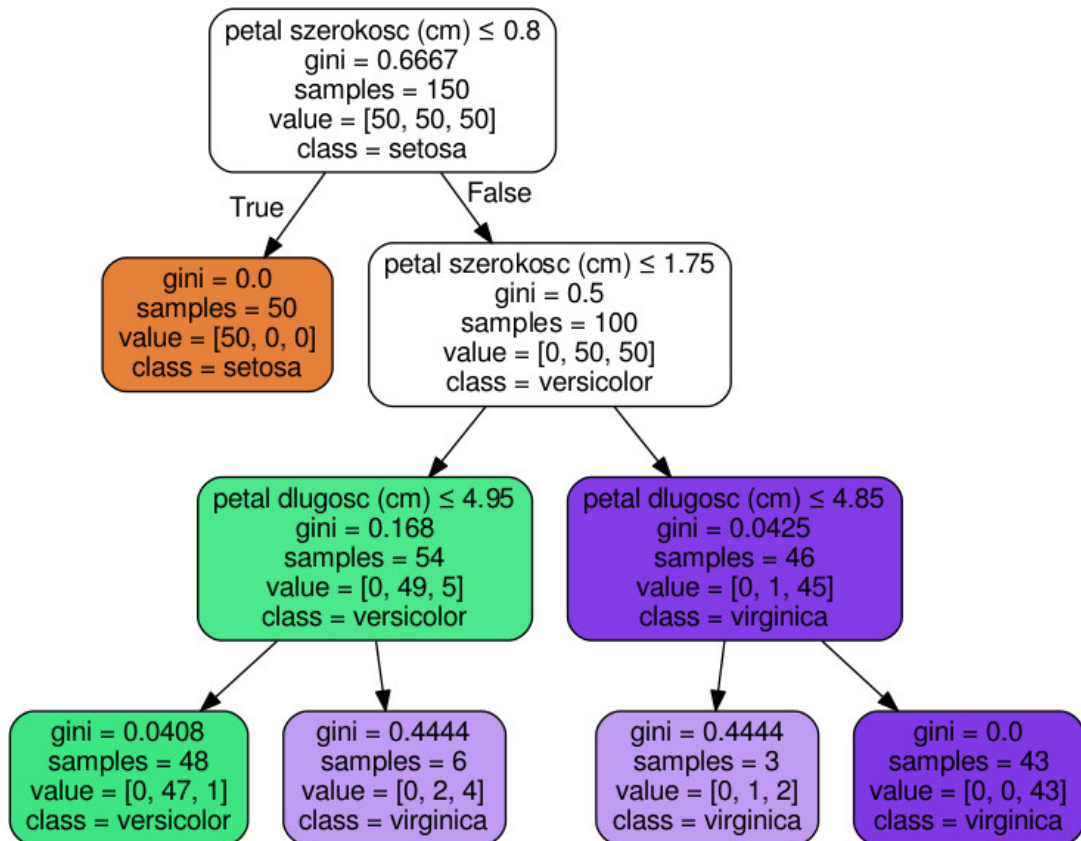 petal szerokosc (cm) ≤ 0.8
gini = 0.6667
samples = 150
value = [50, 50, 50]
class = setosa
True
False
gini = 0.0
samples = 50
value = [50, 0, 0]
class = setosa
petal szerokosc (cm) ≤ 1.75
gini = 0.5
samples = 100
value = [0, 50, 50]
class = versicolor
petal dlugosc (cm) ≤ 4.95
gini = 0.168
samples = 54
value = [0, 49, 5]
class = versicolor
petal dlugosc (cm) ≤ 4.85
gini = 0.0425
samples = 46
value = [0, 1, 45]
class = virginica
gini = 0.0408
samples = 48
value = [0, 47, 1]
class = versicolor
gini = 0.4444
samples = 6
value = [0, 2, 4]
class = virginica
gini = 0.4444
samples = 3
value = [0, 1, 2]
class = virginica
gini = 0.0
samples = 43
value = [0, 0, 43]
class = virginica